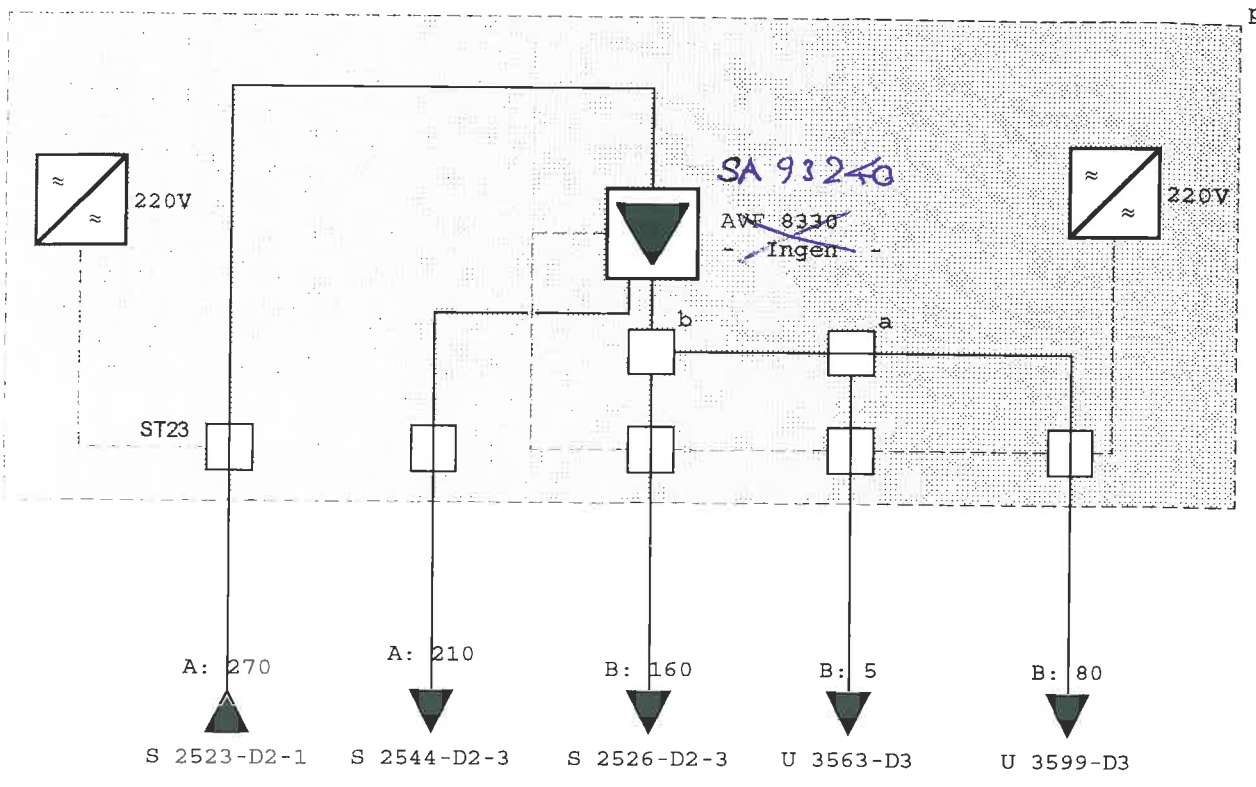 SA 93240
220V
220V
AVF 8330
- Ingen -
b
a
ST23
A: 270
A: 210
B: 160
B: 5
B: 80
S 2523-D2-1
S 2544-D2-3
S 2526-D2-3
U 3563-D3
U 3599-D3